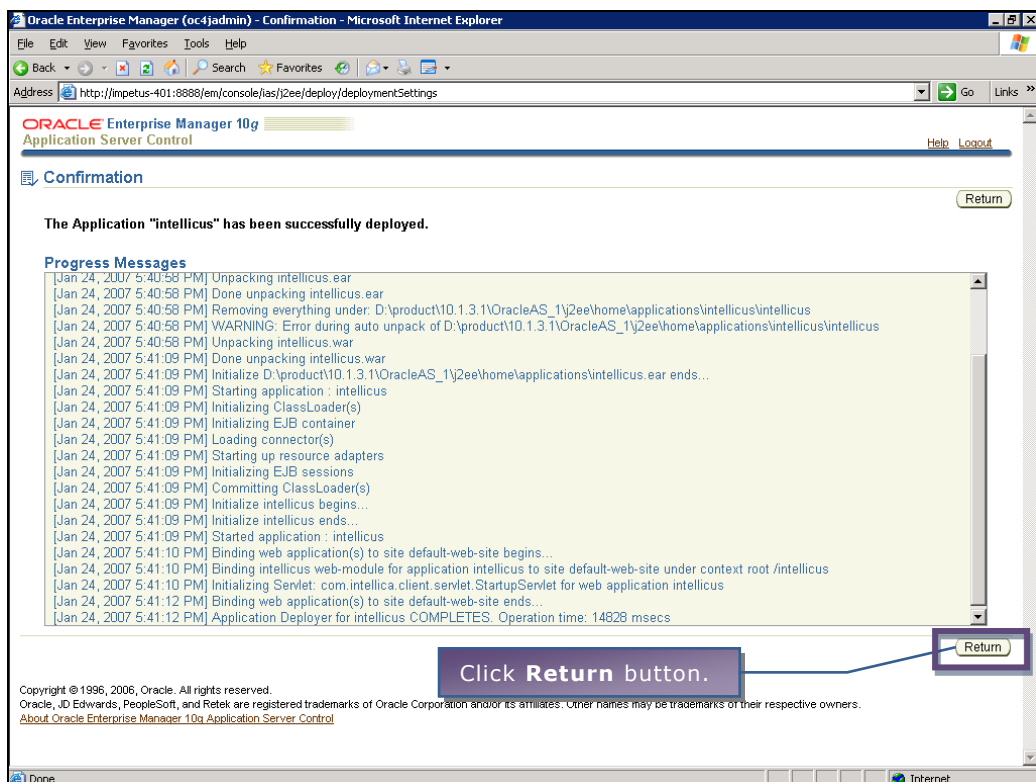 Oracle Enterprise Manager (oc4jadmin) - Confirmation - Microsoft Internet Explorer
File Edit View Favorites Tools Help
Back Search Favorites
Address http://impetus-401:8888/em/console/ias/j2ee/deploy/deploymentSettings Go Links »
ORACLE Enterprise Manager 10g
Application Server Control
Help Logout
Confirmation
Return
The Application "intellicus" has been successfully deployed.
Progress Messages
[Jan 24, 2007 5:40:58 PM] Unpacking intellicus.ear
[Jan 24, 2007 5:40:58 PM] Done unpacking intellicus.ear
[Jan 24, 2007 5:40:58 PM] Removing everything under: D:\product\10.1.3.1\OracleAS_1\j2ee\home\applications\intellicus\intellicus
[Jan 24, 2007 5:40:58 PM] WARNING: Error during auto unpack of D:\product\10.1.3.1\OracleAS_1\j2ee\home\applications\intellicus\intellicus
[Jan 24, 2007 5:40:58 PM] Unpacking intellicus.war
[Jan 24, 2007 5:41:09 PM] Done unpacking intellicus.war
[Jan 24, 2007 5:41:09 PM] Initialize D:\product\10.1.3.1\OracleAS_1\j2ee\home\applications\intellicus.ear ends...
[Jan 24, 2007 5:41:09 PM] Starting application : intellicus
[Jan 24, 2007 5:41:09 PM] Initializing ClassLoader(s)
[Jan 24, 2007 5:41:09 PM] Initializing EJB container
[Jan 24, 2007 5:41:09 PM] Loading connector(s)
[Jan 24, 2007 5:41:09 PM] Starting up resource adapters
[Jan 24, 2007 5:41:09 PM] Initializing EJB sessions
[Jan 24, 2007 5:41:09 PM] Committing ClassLoader(s)
[Jan 24, 2007 5:41:09 PM] Initialize intellicus begins...
[Jan 24, 2007 5:41:09 PM] Initialize intellicus ends...
[Jan 24, 2007 5:41:09 PM] Started application : intellicus
[Jan 24, 2007 5:41:10 PM] Binding web application(s) to site default-web-site begins...
[Jan 24, 2007 5:41:10 PM] Binding intellicus web-module for application intellicus to site default-web-site under context root /intellicus
[Jan 24, 2007 5:41:10 PM] Initializing Servlet: com.intellica.client.servlet.StartupServlet for web application intellicus
[Jan 24, 2007 5:41:12 PM] Binding web application(s) to site default-web-site ends...
[Jan 24, 2007 5:41:12 PM] Application Deployer for intellicus COMPLETES. Operation time: 14828 msecs
Return
Click Return button.
Copyright © 1996, 2006, Oracle. All rights reserved.
Oracle, JD Edwards, PeopleSoft, and Retek are registered trademarks of Oracle Corporation and/or its affiliates. Other names may be trademarks of their respective owners.
About Oracle Enterprise Manager 10g Application Server Control
Done Internet